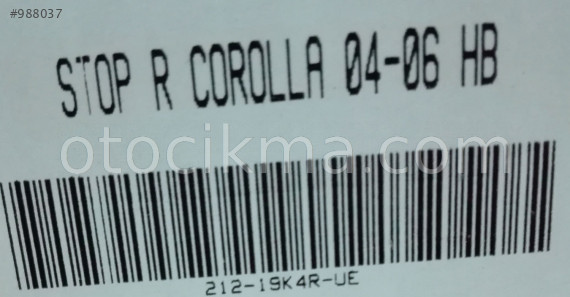 #988037
STOP R COROLLA 04-06 HB
otocikma.com
212-19K4R-UE